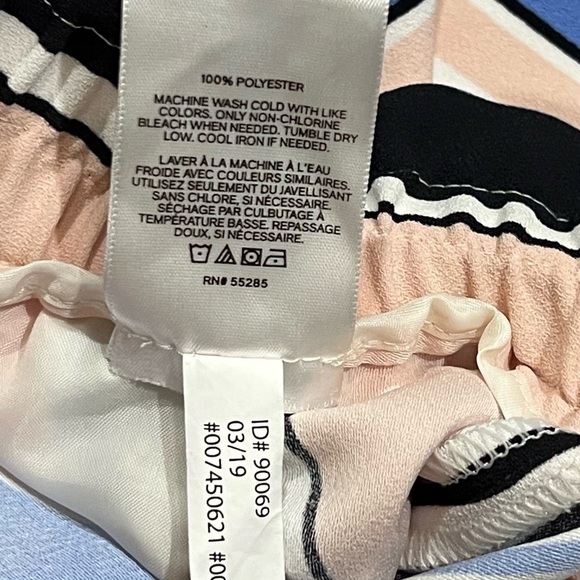 100% POLYESTER
MACHINE WASH COLD WITH LIKE
COLORS. ONLY NON-CHLORINE
BLEACH WHEN NEEDED. TUMBLE DRY
LOW. COOL IRON IF NEEDED.
LAVER À LA MACHINE À L'EAU
FROIDE AVEC COULEURS SIMILAIRES.
UTILISEZ SEULEMENT DU JAVELLISANT
SANS CHLORE, SI NÉCESSAIRE.
SÉCHAGE PAR CULBUTAGE À
TEMPÉRATURE BASSE. REPASSAGE
DOUX, SI NÉCESSAIRE.
RN# 55285
ID# 90069
03/19
#007450621 #00